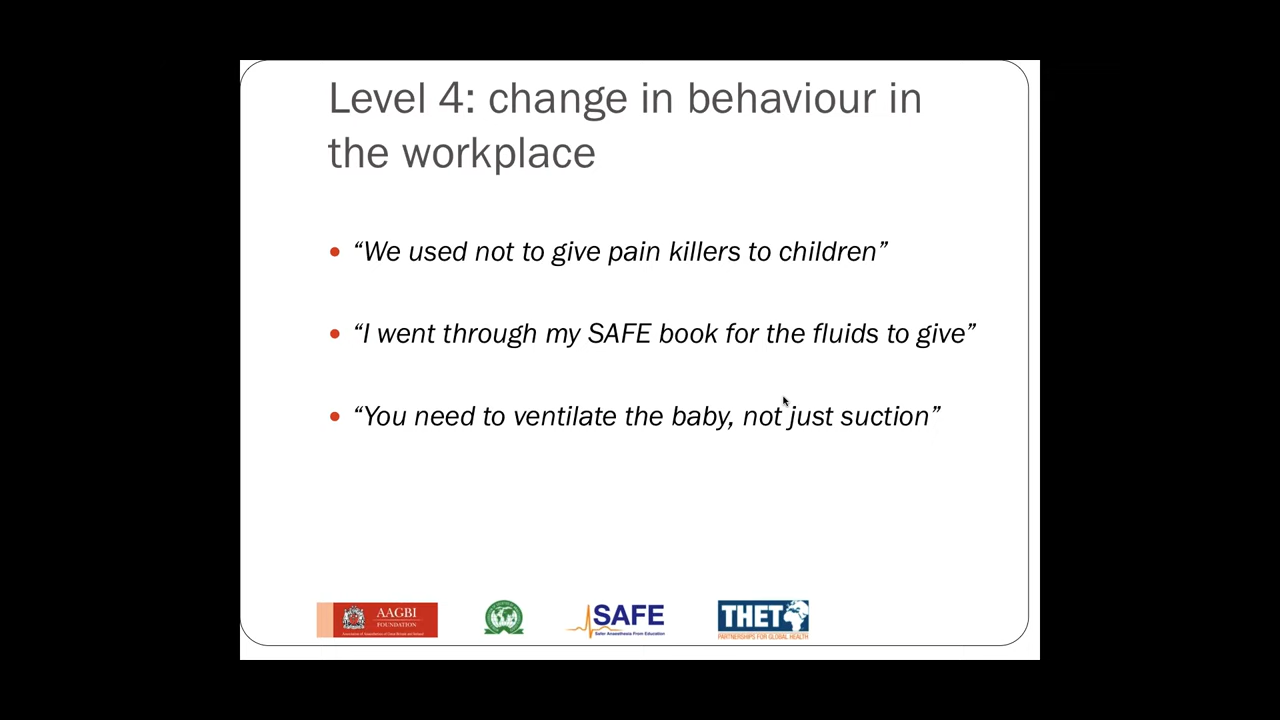 Level 4: change in behaviour in
the workplace
• “We used not to give pain killers to children”
• “I went through my SAFE book for the fluids to give”
• “You need to ventilate the baby, not just suction”
AAGBI
FOUNDATION
SAFE
Safer Anaesthesia From Education
THET
PARTNERSHIPS FOR GLOBAL HEALTH